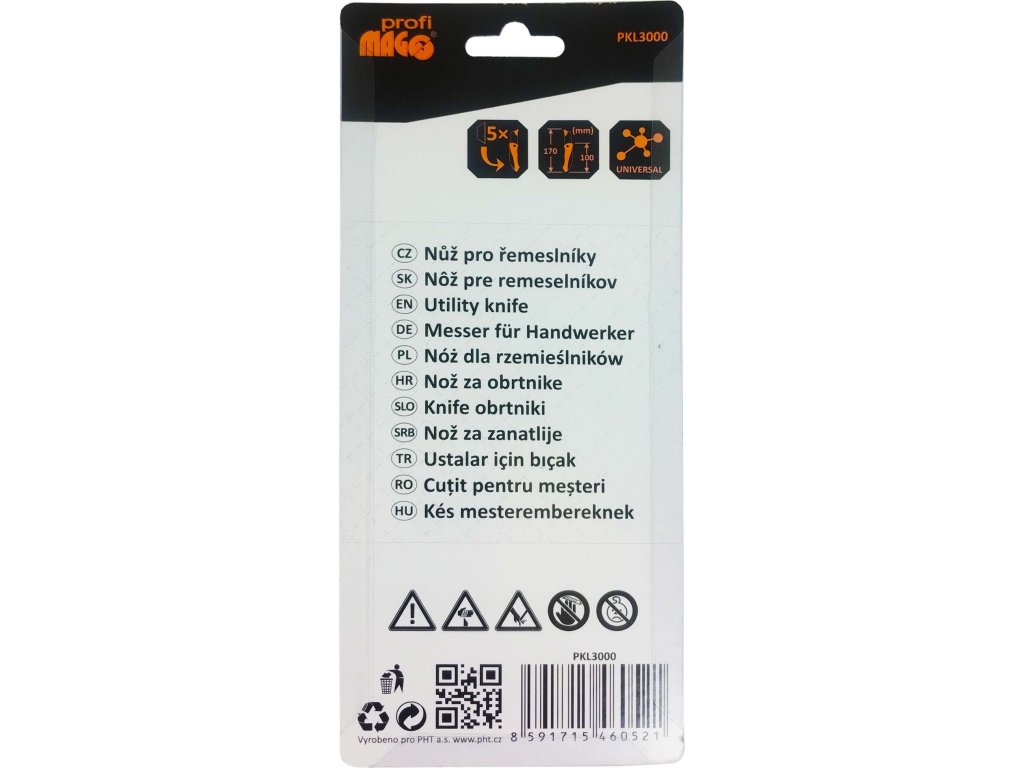 profi
MAGG®
PKL3000
5×
(mm)
170
100
UNIVERSAL
CZ Nůž pro řemeslníky
SK Nôž pre remeselníkov
EN Utility knife
DE Messer für Handwerker
PL Nóż dla rzemieślników
HR Nož za obrtnike
SLO Knife obrtniki
SRB Nož za zanatlije
TR Ustalar için bıçak
RO Cuțit pentru meșteri
HU Kés mesterembereknek
PKL3000
Vyrobeno pro PHT a.s. www.pht.cz
8 591715 460521